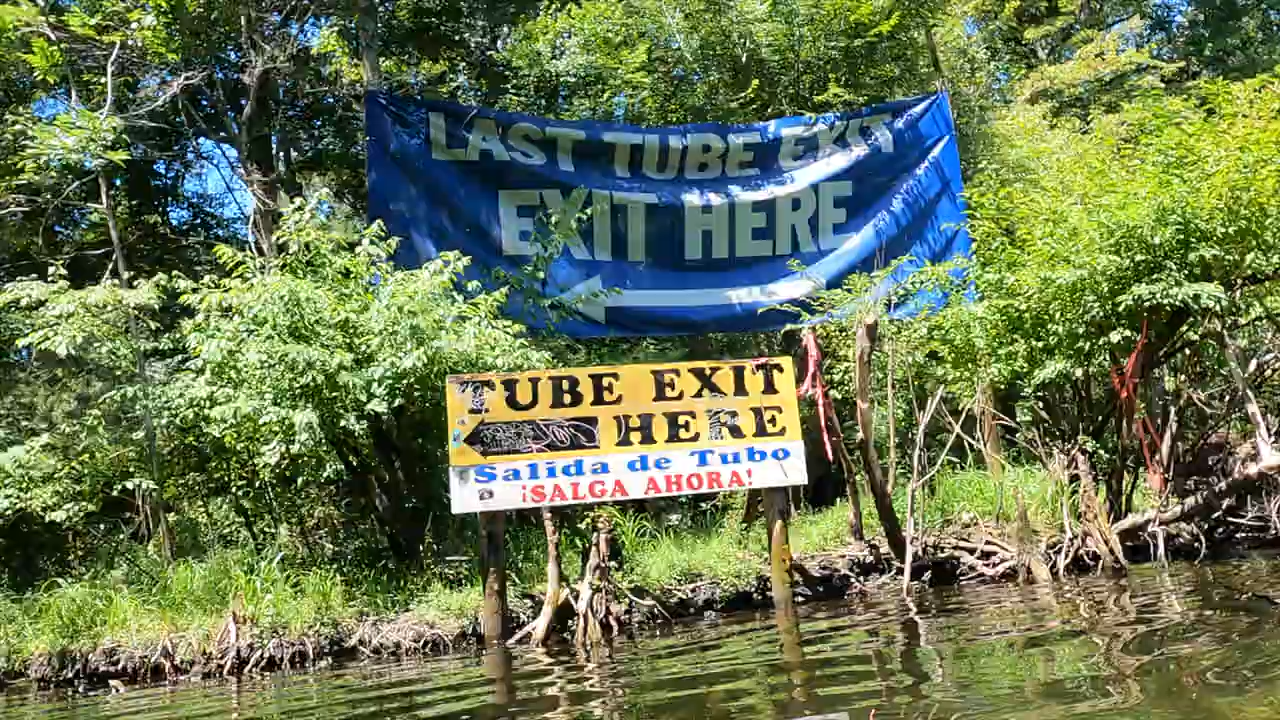 LAST TUBE EXIT
EXIT HERE
TUBE EXIT
HERE
Salida de Tubo
¡SALGA AHORA!